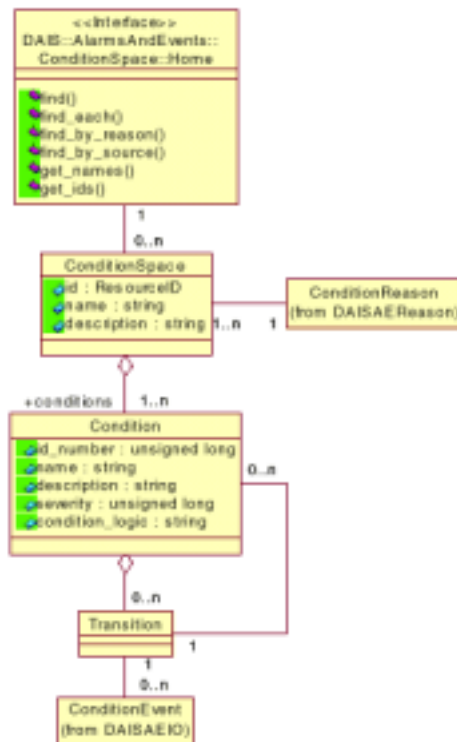 <<Interface>>
DAIS::AlarmsAndEvents::
ConditionSpace::Home
find()
find_each()
find_by_reason()
find_by_source()
get_names()
get_ids()
1
0..n
ConditionSpace
id : ResourceID
name : string
description : string
1..n
1
ConditionReason
(from DAISAEReason)
+conditions
1..n
Condition
id_number : unsigned long
name : string
description : string
severity : unsigned long
condition_logic : string
0..n
0..n
Transition
1
1
0..n
ConditionEvent
(from DAISAEIO)